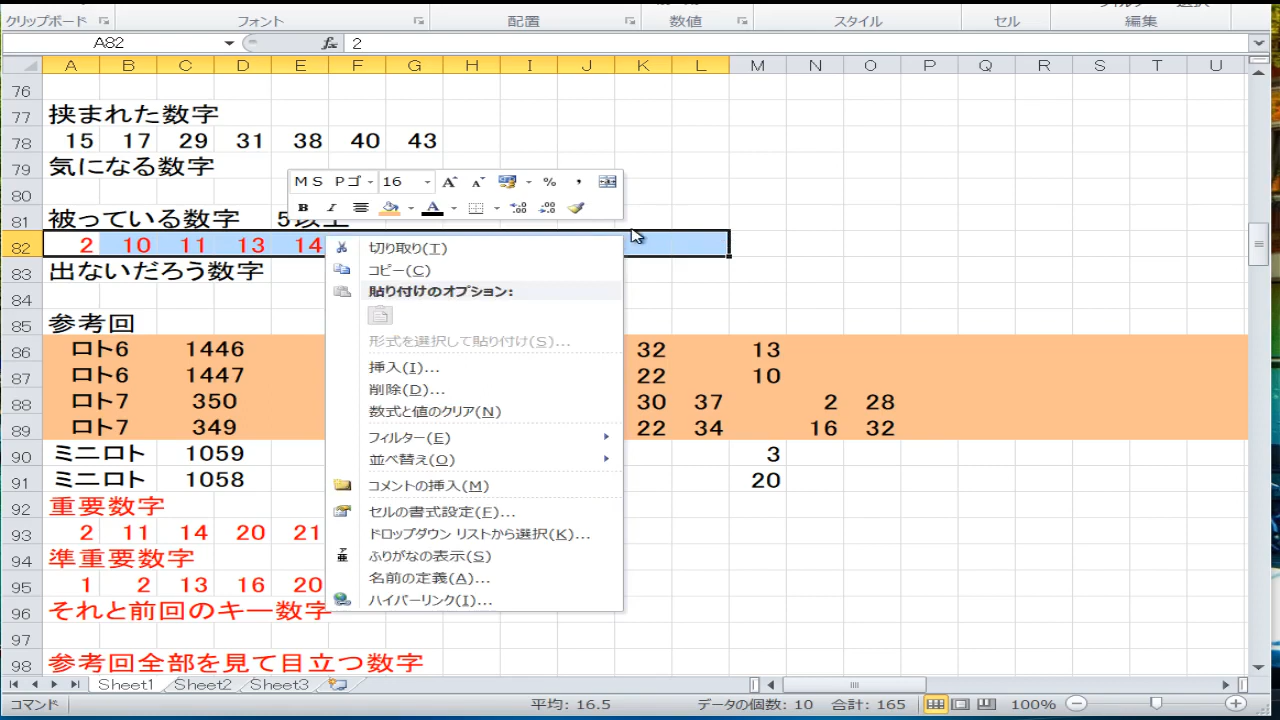 クリップボード フォント 配置 数値 スタイル セル 編集
A82 fx 2
A B C D E F G H I J K L M N O P Q R S T U
76
77 挟まれた数字
78 15 17 29 31 38 40 43
79 気になる数字
80
ＭＳ Ｐゴ 16 A A % ,
B I A
81 被っている数字 5以上
82 2 10 11 13 14
83 出ないだろう数字
84
85 参考回
86 ロト6 1446 32 13
87 ロト6 1447 22 10
88 ロト7 350 30 37 2 28
89 ロト7 349 22 34 16 32
90 ミニロト 1059 3
91 ミニロト 1058 20
92 重要数字
93 2 11 14 20 21
94 準重要数字
95 1 2 13 16 20
96 それと前回のキー数字
97
98 参考回全部を見て目立つ数字
切り取り(T)
コピー(C)
貼り付けのオプション:
形式を選択して貼り付け(S)...
挿入(I)...
削除(D)...
数式と値のクリア(N)
フィルター(E)
並べ替え(O)
コメントの挿入(M)
セルの書式設定(F)...
ドロップダウン リストから選択(K)...
ふりがなの表示(S)
名前の定義(A)...
ハイパーリンク(I)...
Sheet1 Sheet2 Sheet3
コマンド 平均: 16.5 データの個数: 10 合計: 165 100%